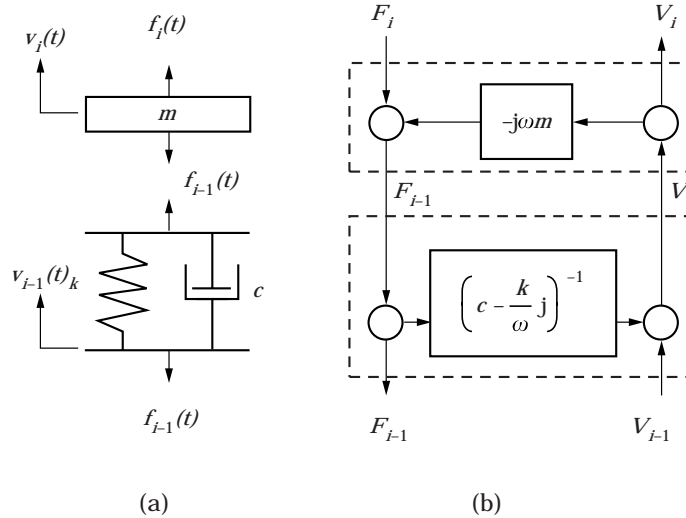 v_i(t)
f_i(t)
m
f_{i–1}(t)
v_{i–1}(t)_k
c
f_{i–1}(t)
(a)
F_i
V_i
–jωm
F_{i–1}
V
(c – k/ω j)^{–1}
F_{i–1}
V_{i–1}
(b)